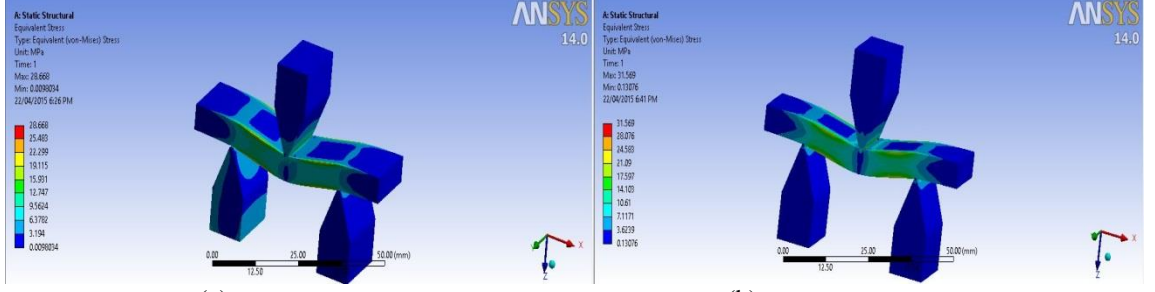 A: Static Structural
Equivalent Stress
Type: Equivalent (von-Mises) Stress
Unit: MPa
Time: 1
Max: 28.668
Min: 0.0098034
22/04/2015 6:26 PM
28.668
25.483
22.299
19.115
15.931
12.747
9.5624
6.3782
3.194
0.0098034
ANSYS
14.0
0.00
25.00
50.00 (mm)
12.50
X
Z
A: Static Structural
Equivalent Stress
Type: Equivalent (von-Mises) Stress
Unit: MPa
Time: 1
Max: 31.569
Min: 0.13076
22/04/2015 6:41 PM
31.569
28.076
24.583
21.09
17.597
14.103
10.61
7.1171
3.6239
0.13076
ANSYS
14.0
0.00
25.00
50.00 (mm)
12.50
X
Z